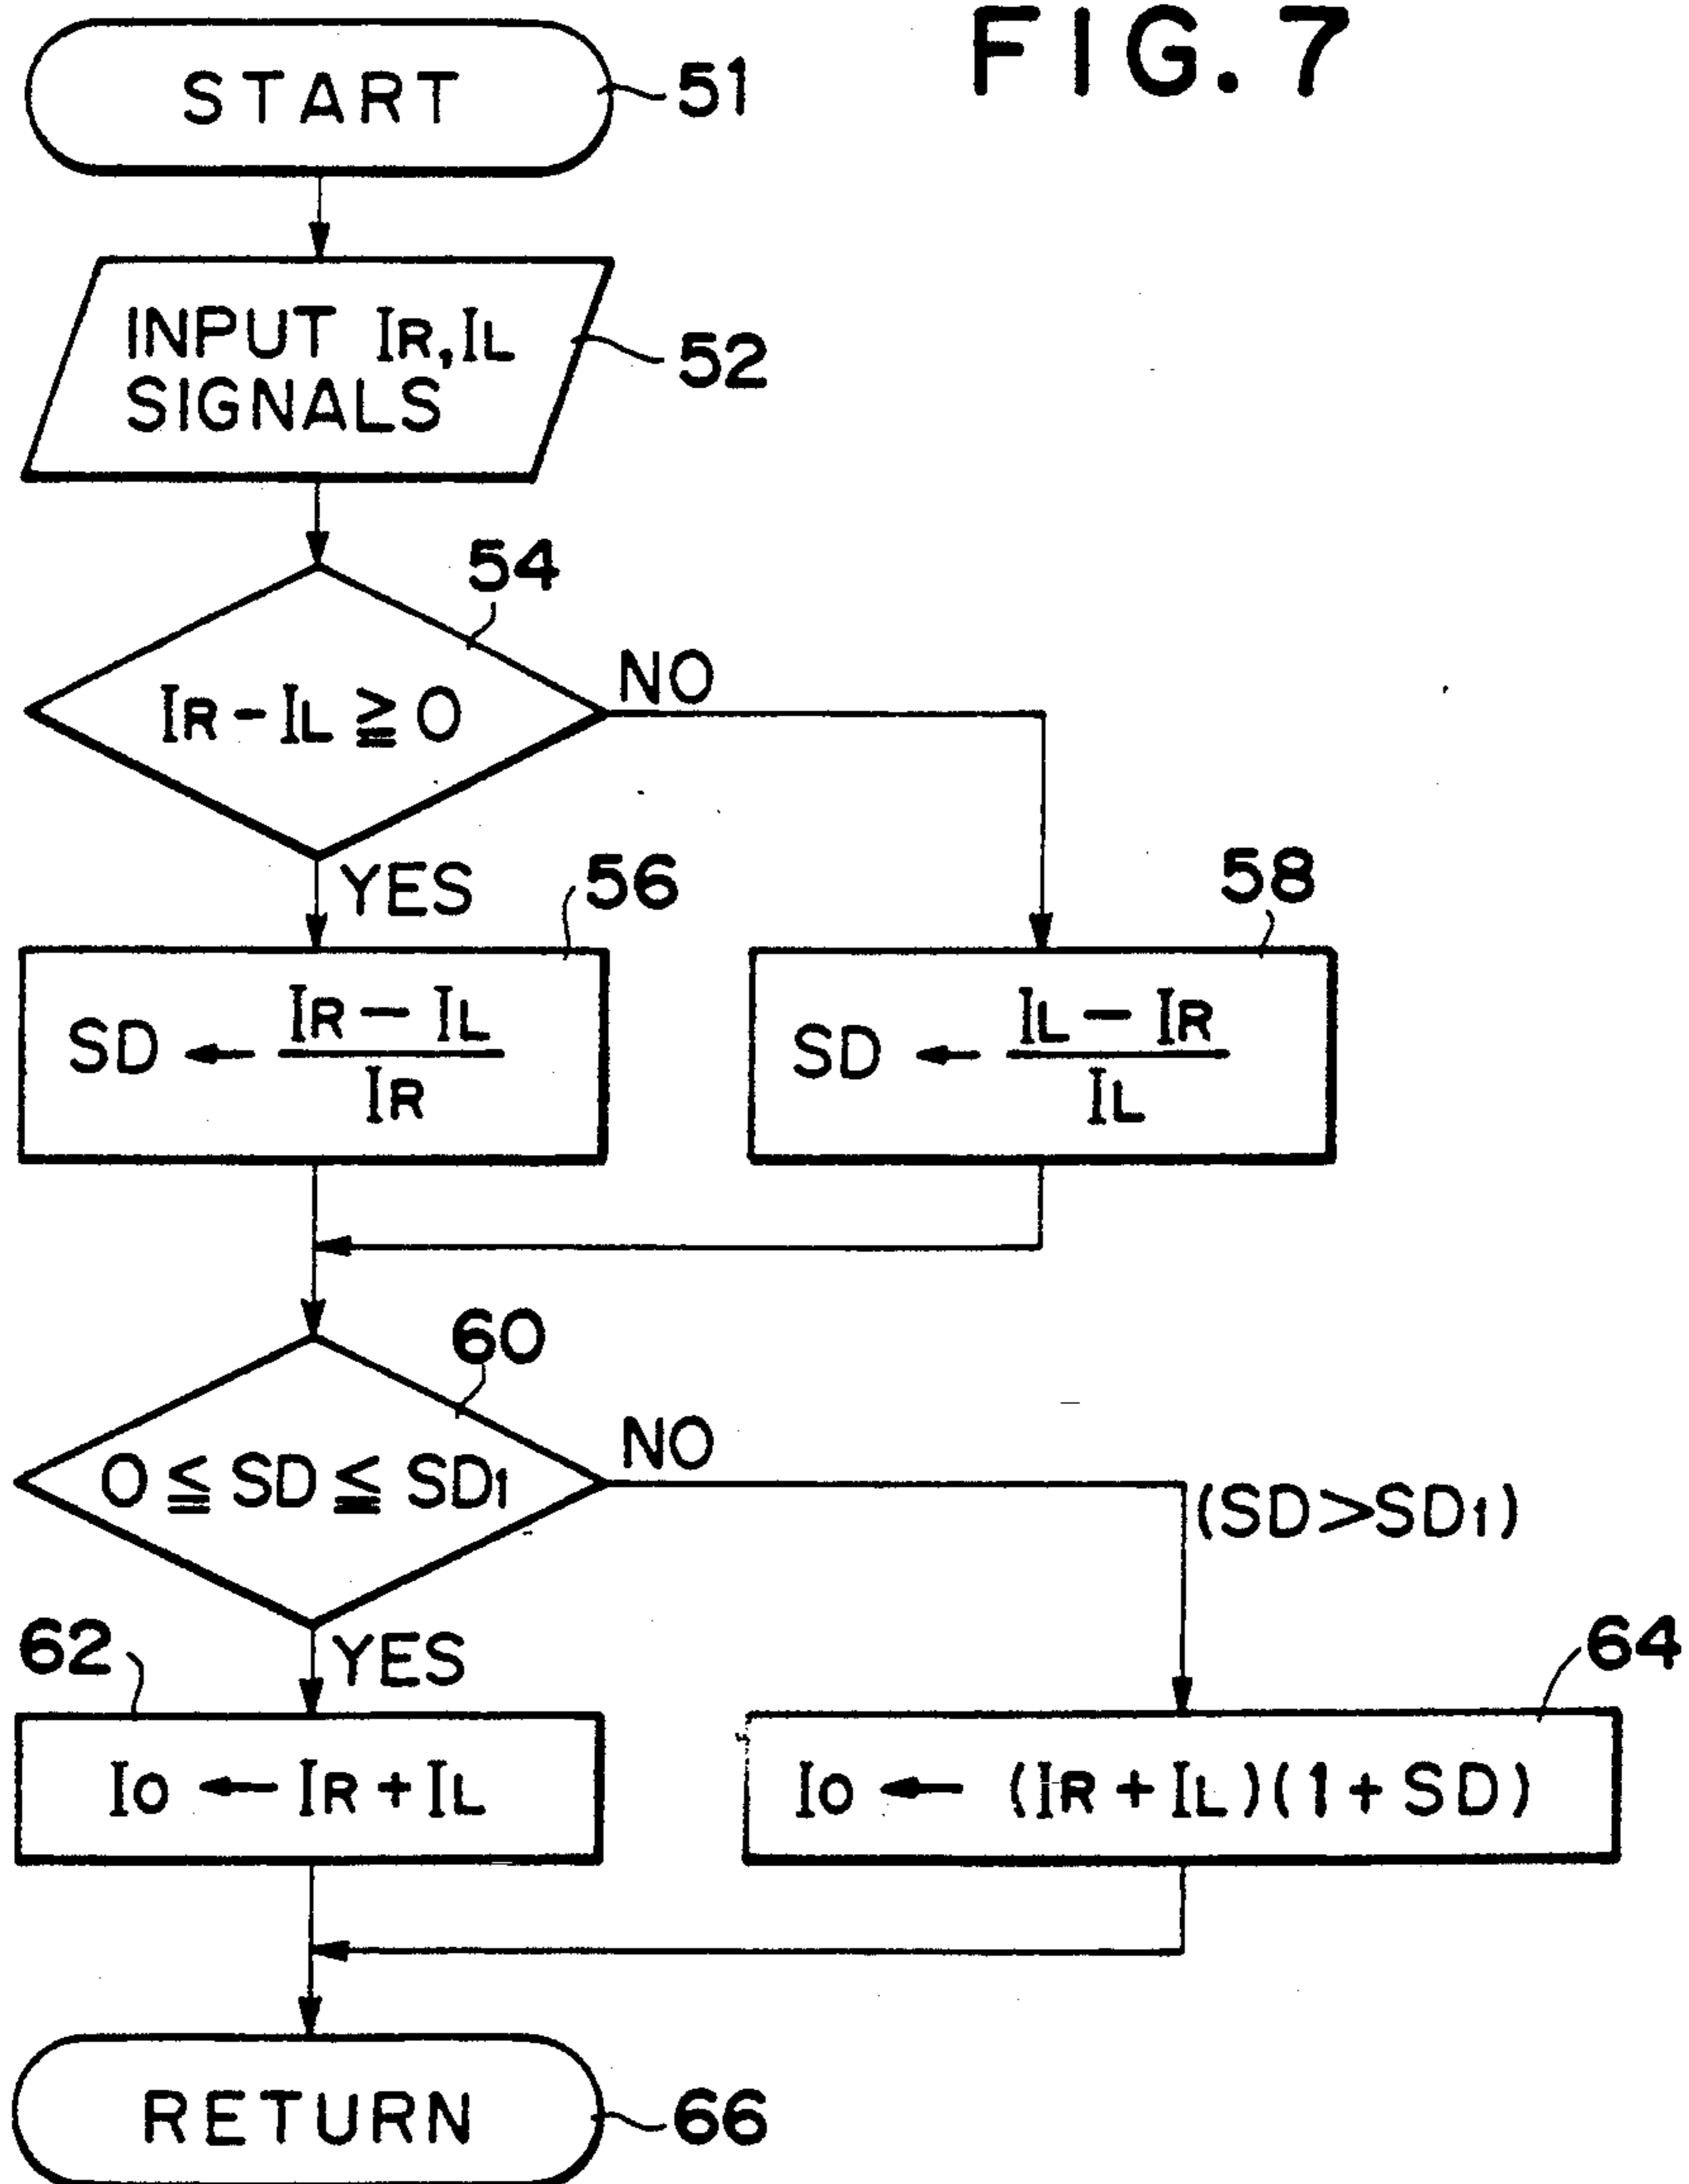 FIG. 7
START
51
INPUT IR, IL
SIGNALS
52
54
IR - IL ≧ 0
NO
YES
56
SD ← IR - IL
IR
58
SD ← IL - IR
IL
60
0 ≦ SD ≦ SD1
NO
(SD>SD1)
YES
62
IO ← IR + IL
64
IO ← (IR + IL)(1 + SD)
RETURN
66